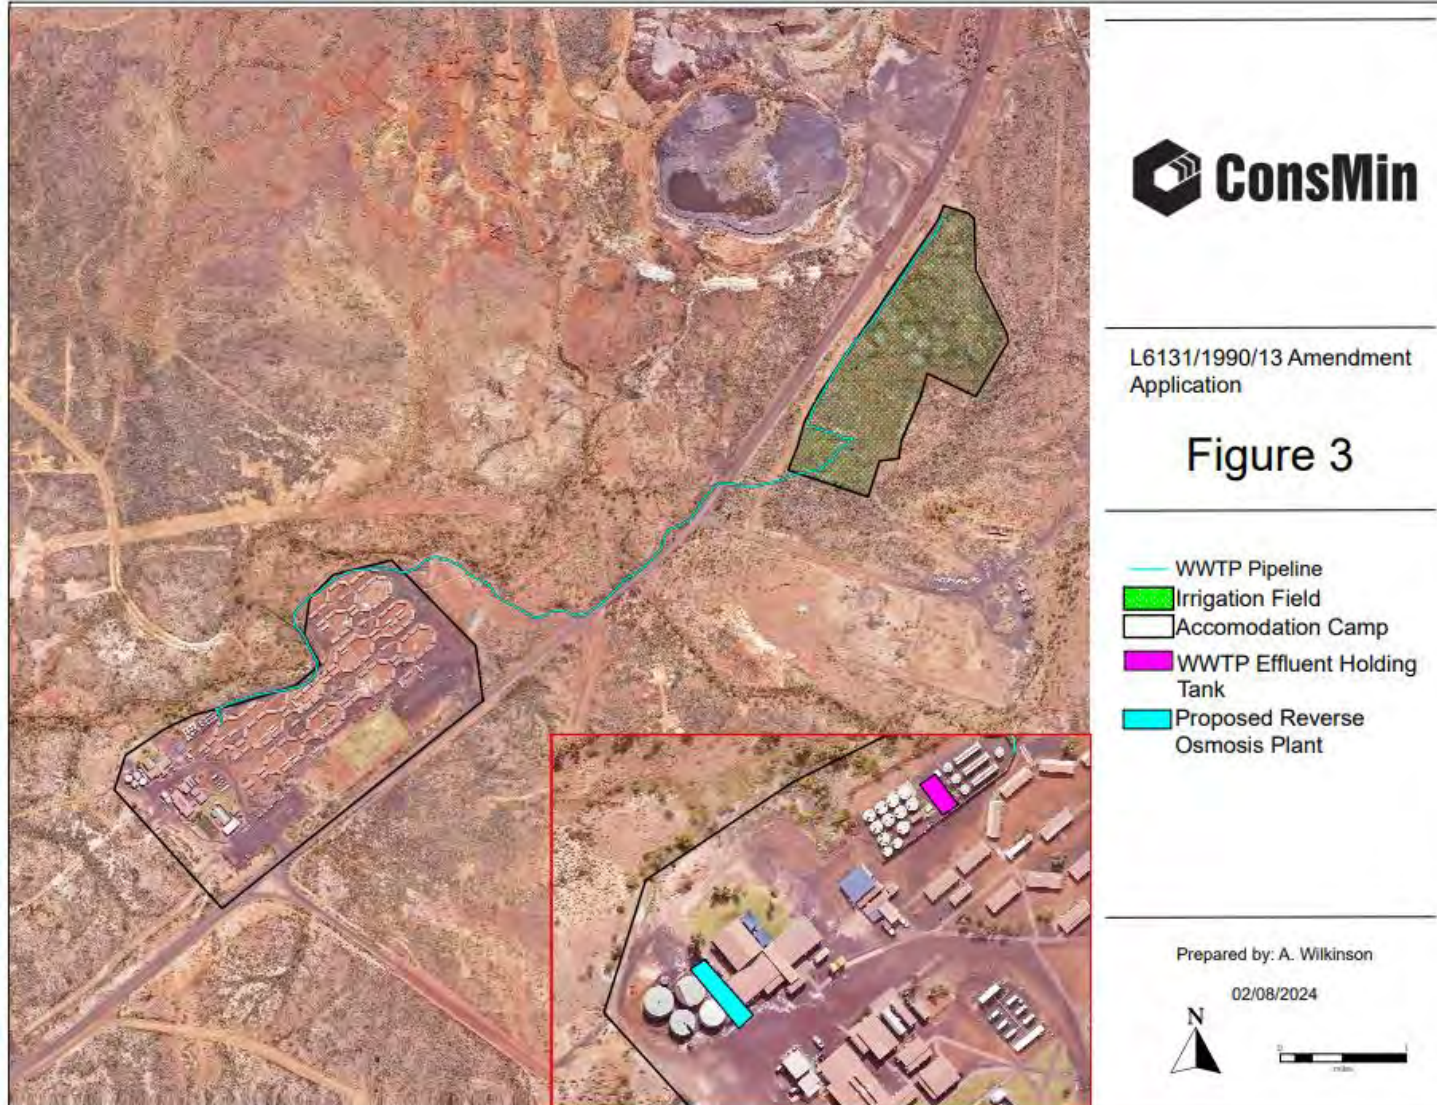 ConsMin
L6131/1990/13 Amendment
Application
Figure 3
WWTP Pipeline
Irrigation Field
Accomodation Camp
WWTP Effluent Holding
Tank
Proposed Reverse
Osmosis Plant
Prepared by: A. Wilkinson
02/08/2024
N